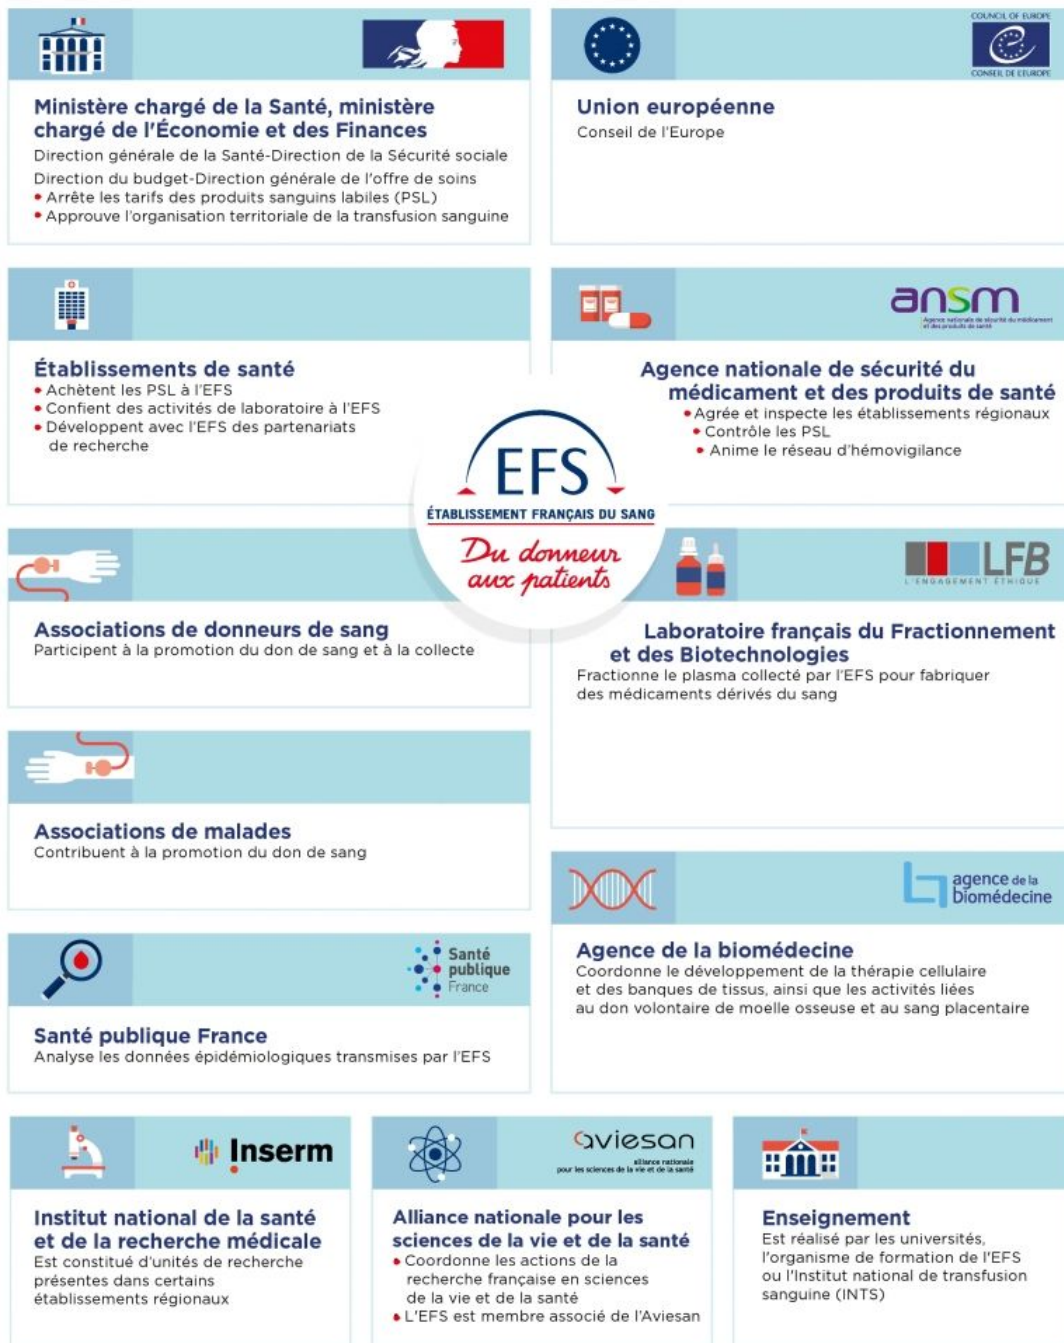 COUNCIL OF EUROPE
CONSEIL DE L'EUROPE
Ministère chargé de la Santé, ministère
chargé de l'Économie et des Finances
Direction générale de la Santé-Direction de la Sécurité sociale
Direction du budget-Direction générale de l'offre de soins
• Arrête les tarifs des produits sanguins labiles (PSL)
• Approuve l'organisation territoriale de la transfusion sanguine
Union européenne
Conseil de l'Europe
Établissements de santé
• Achètent les PSL à l'EFS
• Confient des activités de laboratoire à l'EFS
• Développent avec l'EFS des partenariats
de recherche
ansm
Agence nationale de sécurité du médicament
et des produits de santé
Agence nationale de sécurité du
médicament et des produits de santé
• Agrée et inspecte les établissements régionaux
• Contrôle les PSL
• Anime le réseau d'hémovigilance
EFS
ÉTABLISSEMENT FRANÇAIS DU SANG
Du donneur
aux patients
Associations de donneurs de sang
Participent à la promotion du don de sang et à la collecte
LFB
L'ENGAGEMENT ÉTHIQUE
Laboratoire français du Fractionnement
et des Biotechnologies
Fractionne le plasma collecté par l'EFS pour fabriquer
des médicaments dérivés du sang
Associations de malades
Contribuent à la promotion du don de sang
agence de la
biomédecine
Agence de la biomédecine
Coordonne le développement de la thérapie cellulaire
et des banques de tissus, ainsi que les activités liées
au don volontaire de moelle osseuse et au sang placentaire
Santé
publique
France
Santé publique France
Analyse les données épidémiologiques transmises par l'EFS
Inserm
Institut national de la santé
et de la recherche médicale
Est constitué d'unités de recherche
présentes dans certains
établissements régionaux
aviesan
alliance nationale
pour les sciences de la vie et de la santé
Alliance nationale pour les
sciences de la vie et de la santé
• Coordonne les actions de la
recherche française en sciences
de la vie et de la santé
• L'EFS est membre associé de l'Aviesan
Enseignement
Est réalisé par les universités,
l'organisme de formation de l'EFS
ou l'Institut national de transfusion
sanguine (INTS)